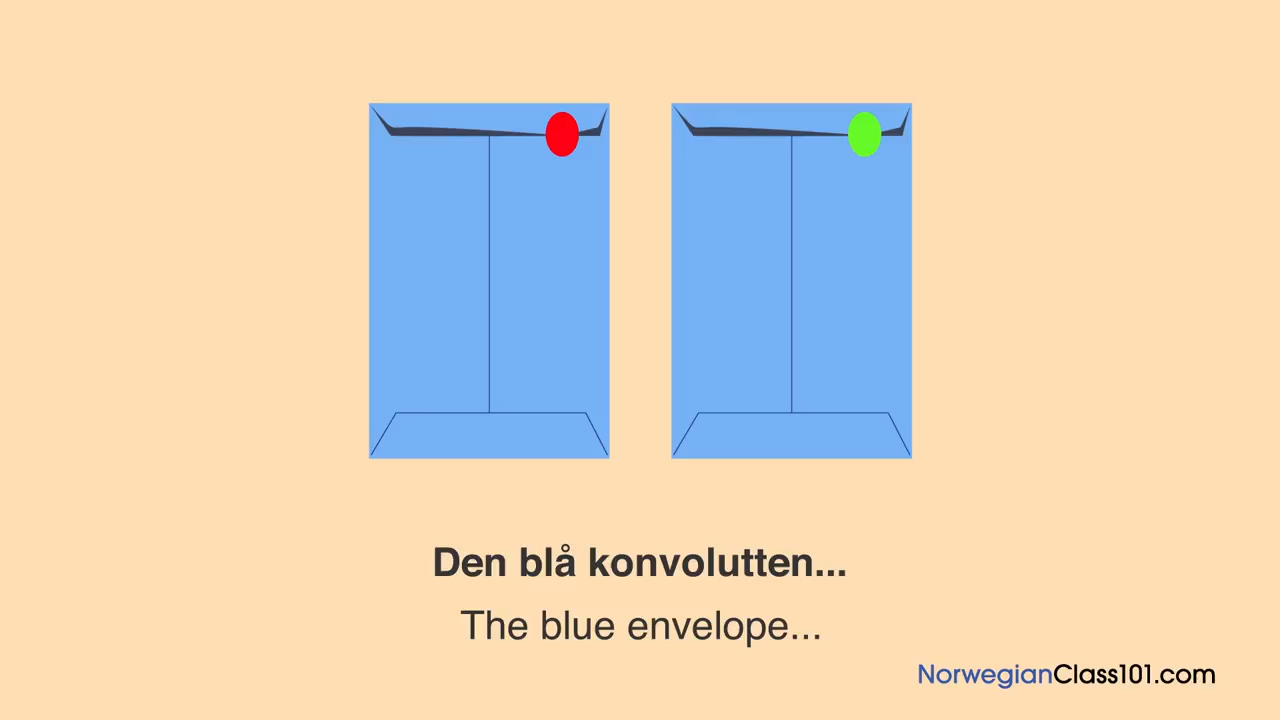 Den blå konvolutten...
The blue envelope...
NorwegianClass101.com